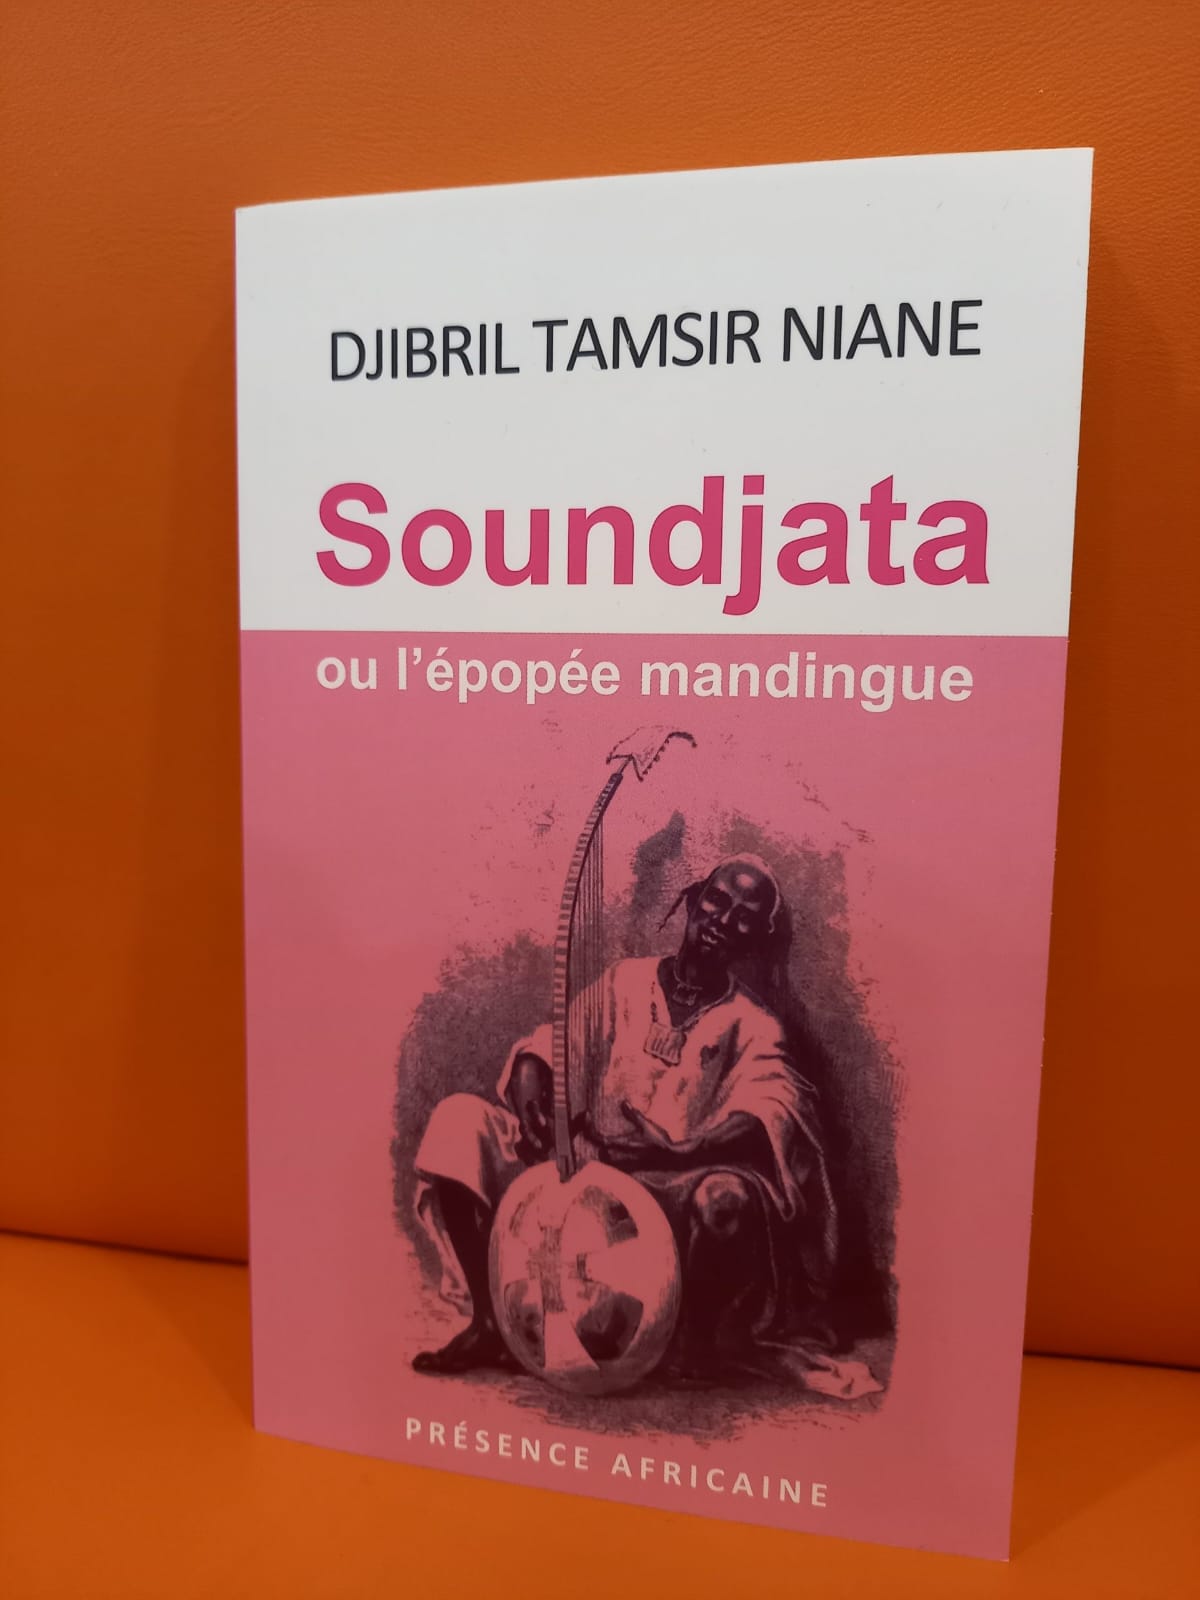 DJIBRIL TAMSIR NIANE
Soundjata
ou l'épopée mandingue
PRÉSENCE AFRICAINE